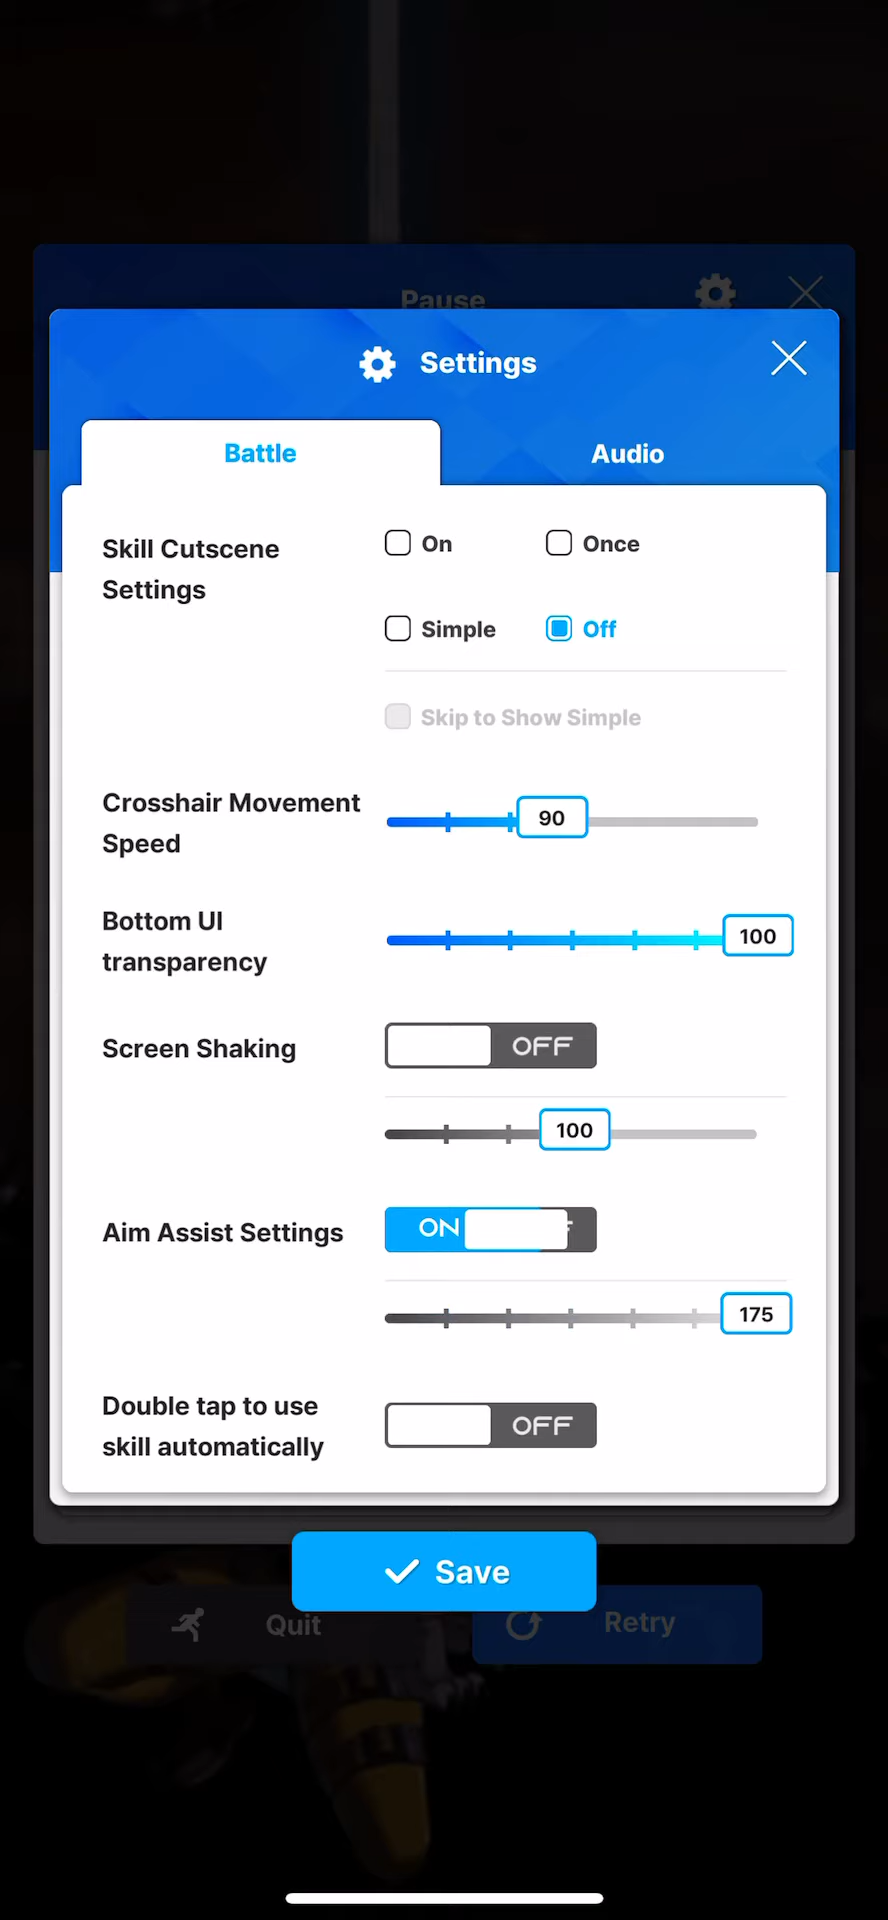 Pause
Settings
Battle
Audio
Skill Cutscene
Settings
On
Once
Simple
Off
Skip to Show Simple
Crosshair Movement
Speed
90
Bottom UI
transparency
100
Screen Shaking
OFF
100
Aim Assist Settings
ON
175
Double tap to use
skill automatically
OFF
Save
Quit
Retry